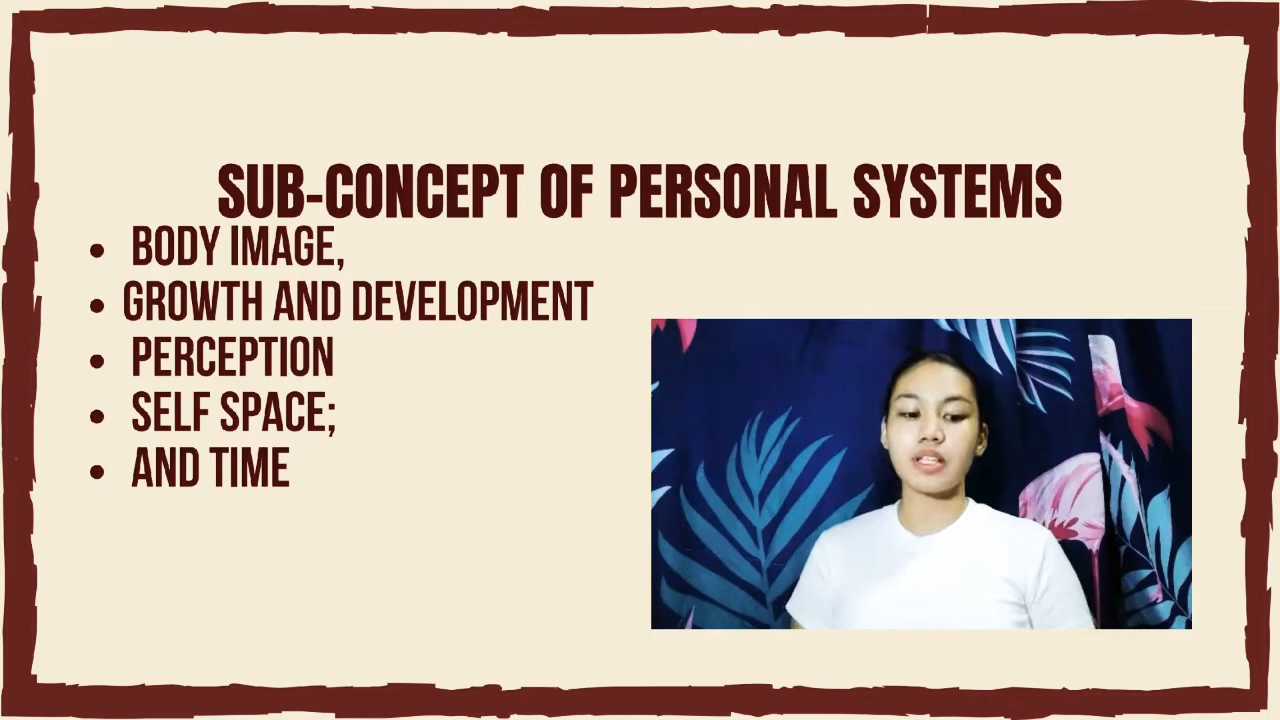 SUB-CONCEPT OF PERSONAL SYSTEMS
• BODY IMAGE,
• GROWTH AND DEVELOPMENT
• PERCEPTION
• SELF SPACE;
• AND TIME